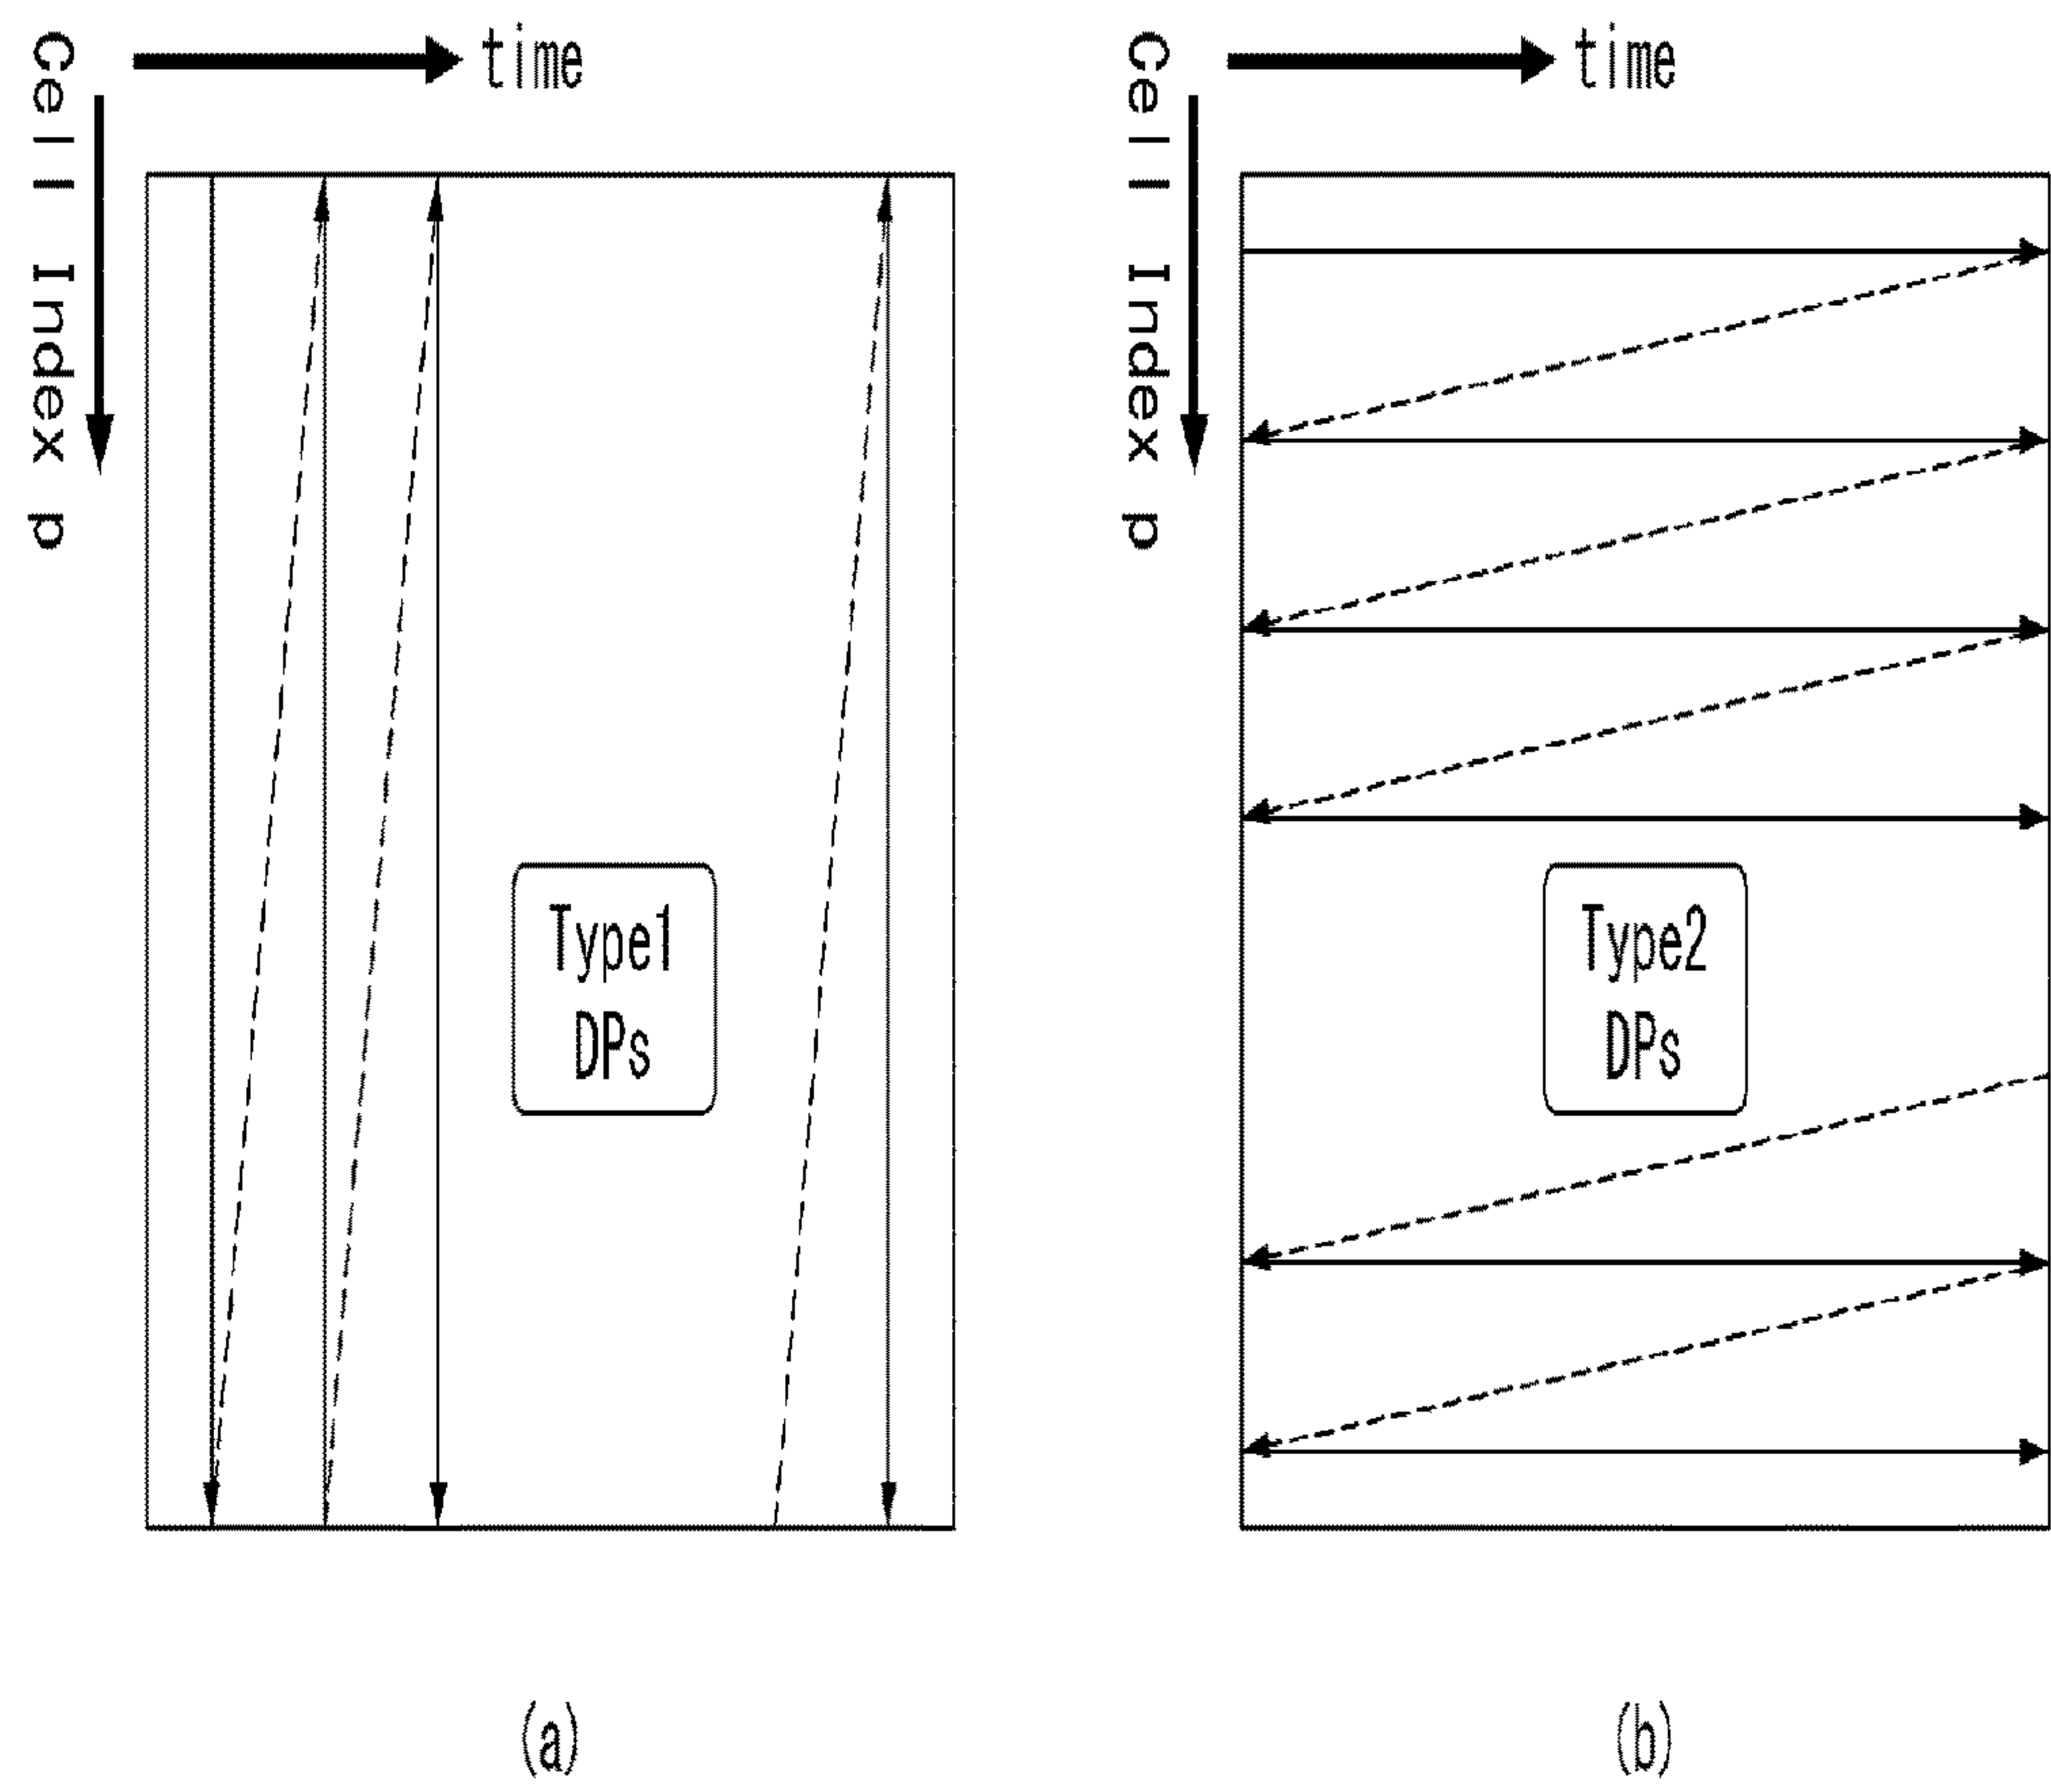 time
Cell Index p
Type1
DPs
(a)
time
Cell Index p
Type2
DPs
(b)